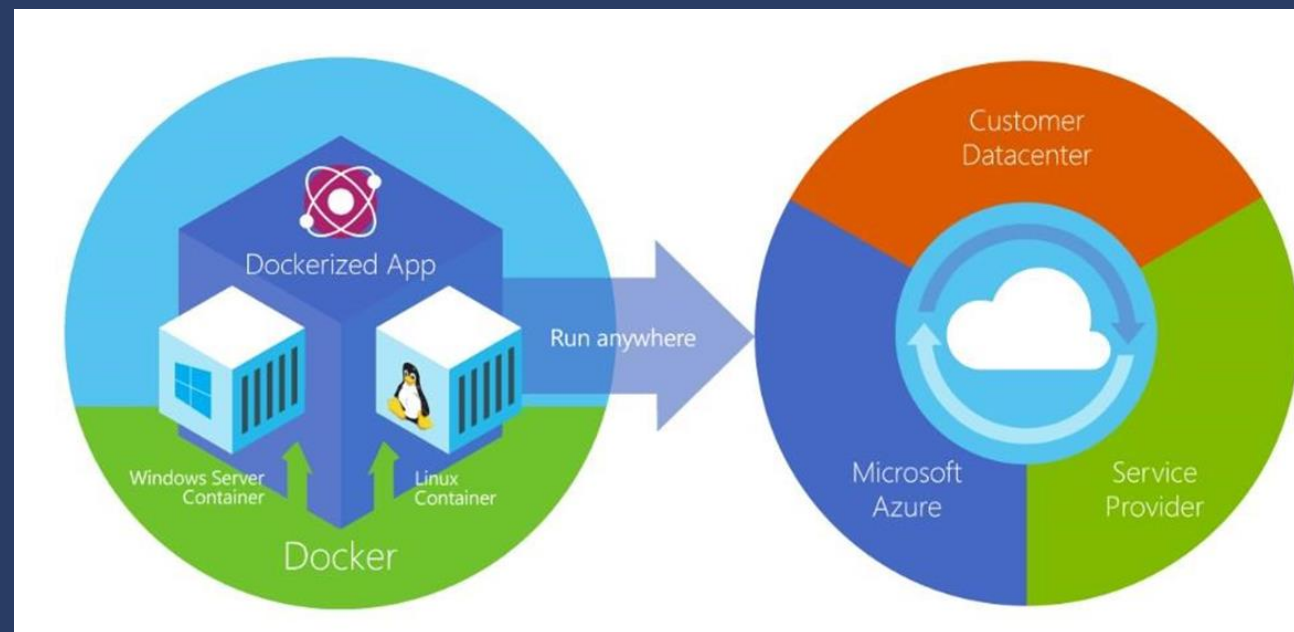 Dockerized App
Windows Server
Container
Linux
Container
Docker
Run anywhere
Customer
Datacenter
Microsoft
Azure
Service
Provider